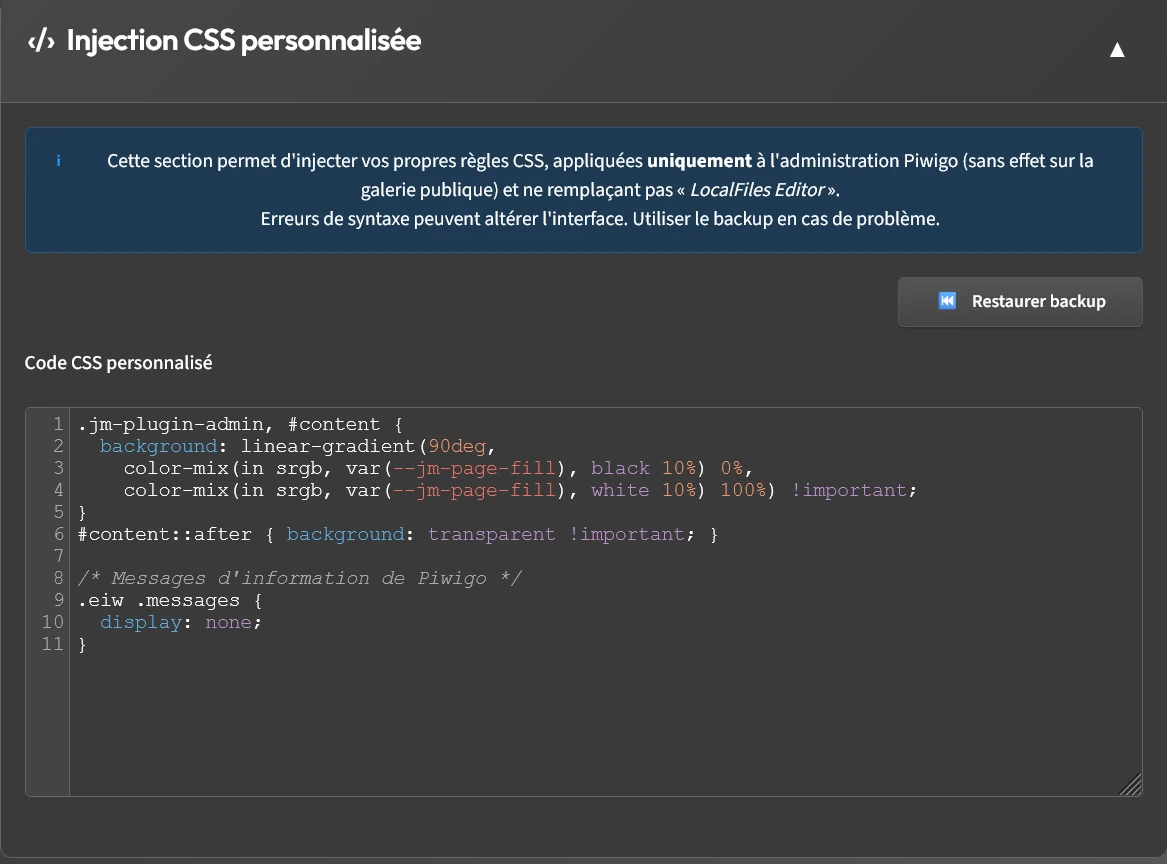 </> Injection CSS personnalisée
▲
i Cette section permet d'injecter vos propres règles CSS, appliquées uniquement à l'administration Piwigo (sans effet sur la
galerie publique) et ne remplaçant pas « LocalFiles Editor ».
Erreurs de syntaxe peuvent altérer l'interface. Utiliser le backup en cas de problème.
⏮ Restaurer backup
Code CSS personnalisé
1 .jm-plugin-admin, #content {
2   background: linear-gradient(90deg,
3     color-mix(in srgb, var(--jm-page-fill), black 10%) 0%,
4     color-mix(in srgb, var(--jm-page-fill), white 10%) 100%) !important;
5 }
6 #content::after { background: transparent !important; }
7
8 /* Messages d'information de Piwigo */
9 .eiw .messages {
10   display: none;
11 }